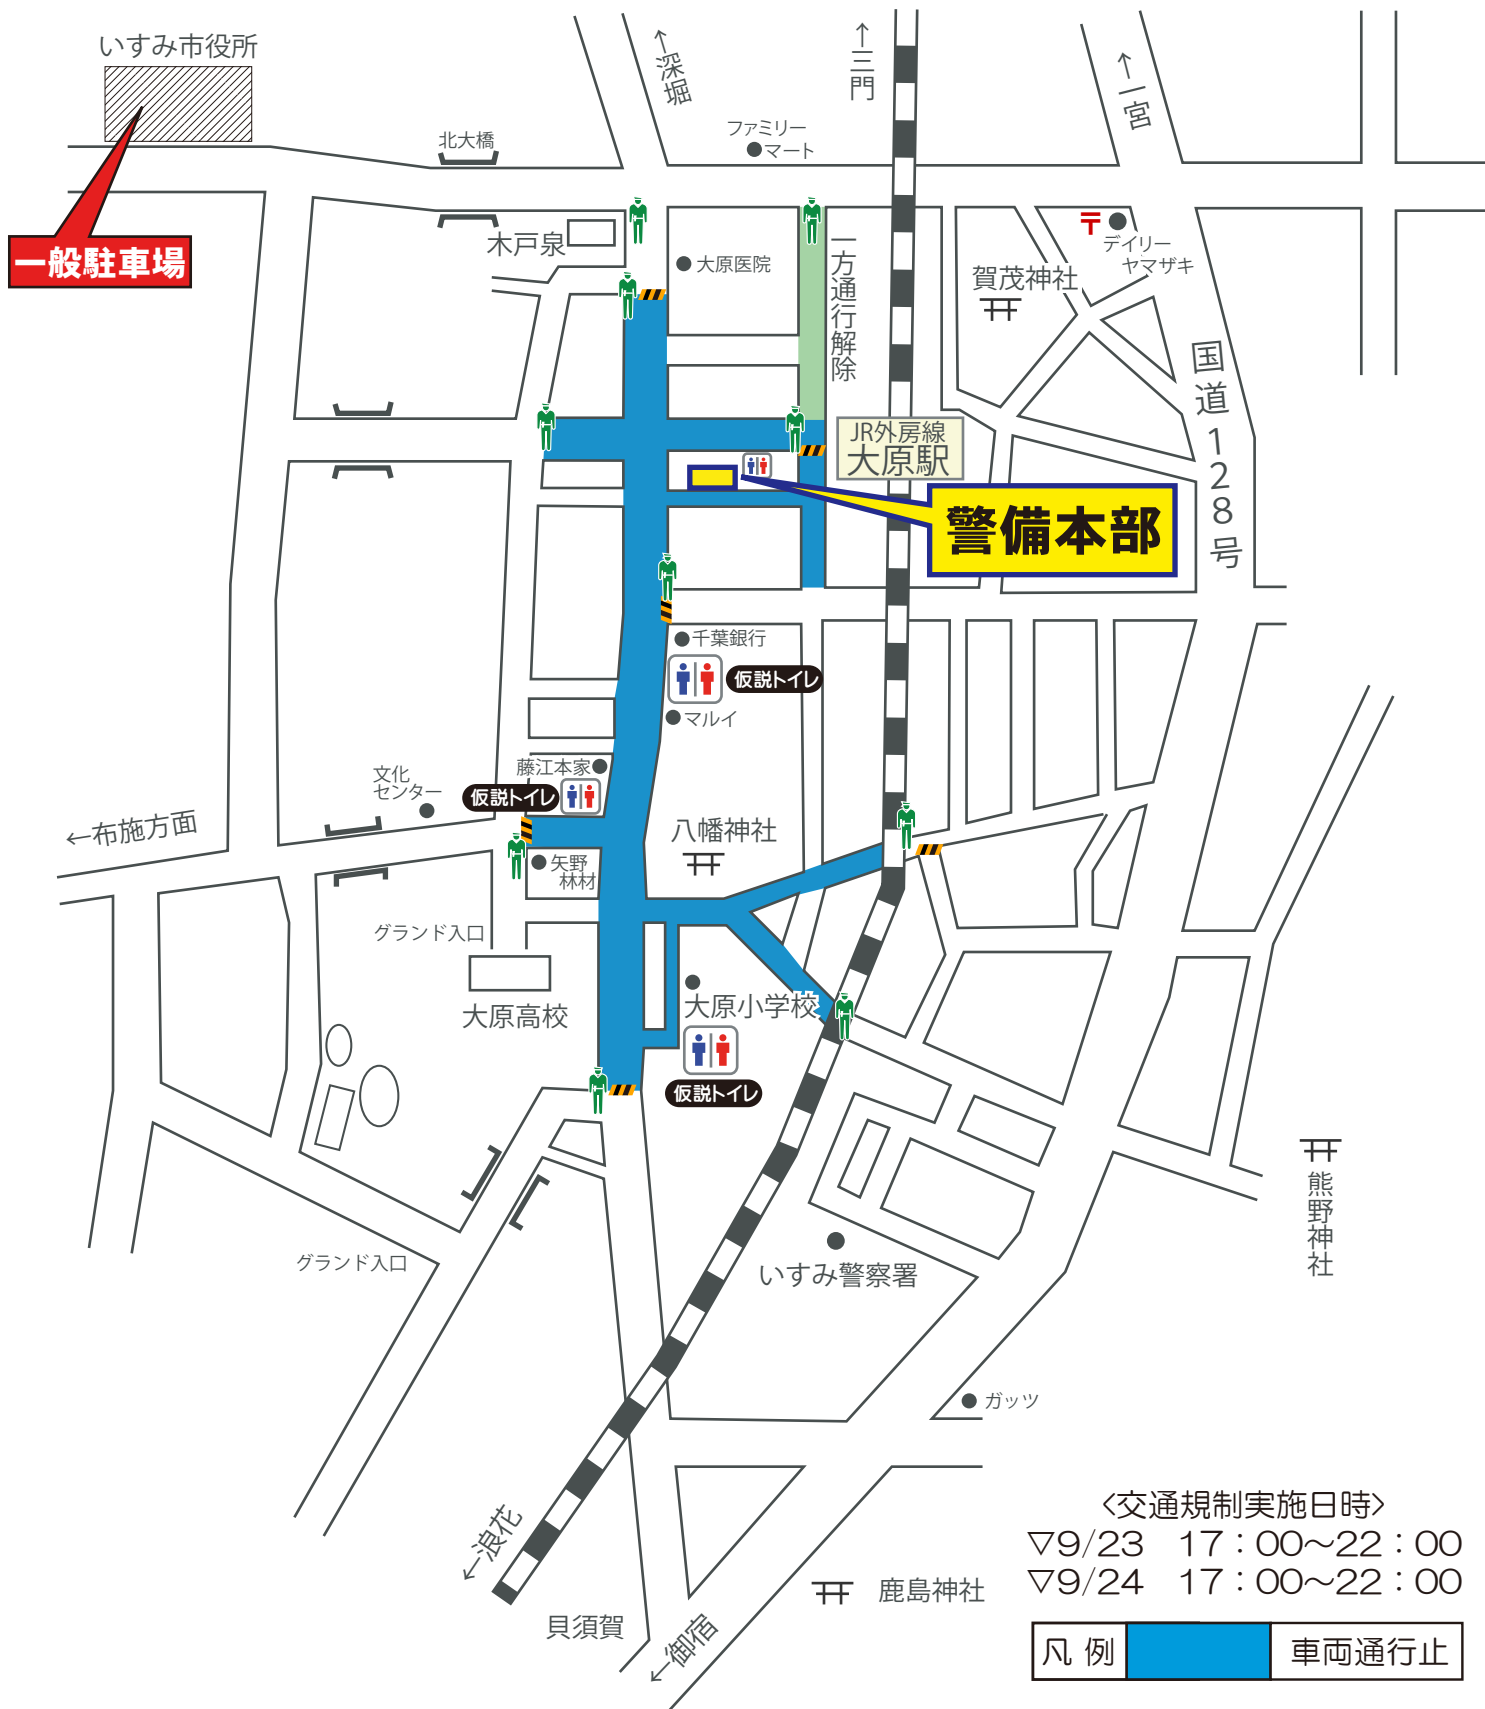 いすみ市役所
一般駐車場
北大橋
←深堀
←三門
←一宮
ファミリー
マート
木戸泉
大原医院
一方通行解除
賀茂神社
〒
デイリー
ヤマザキ
国道128号
JR外房線
大原駅
警備本部
千葉銀行
仮説トイレ
マルイ
藤江本家
仮説トイレ
文化
センター
←布施方面
八幡神社
矢野
林材
グランド入口
大原高校
大原小学校
仮説トイレ
熊野神社
グランド入口
いすみ警察署
ガッツ
←浪花
貝須賀
←御宿
鹿島神社
<交通規制実施日時>
▽9/23 17：00～22：00
▽9/24 17：00～22：00
凡例
車両通行止